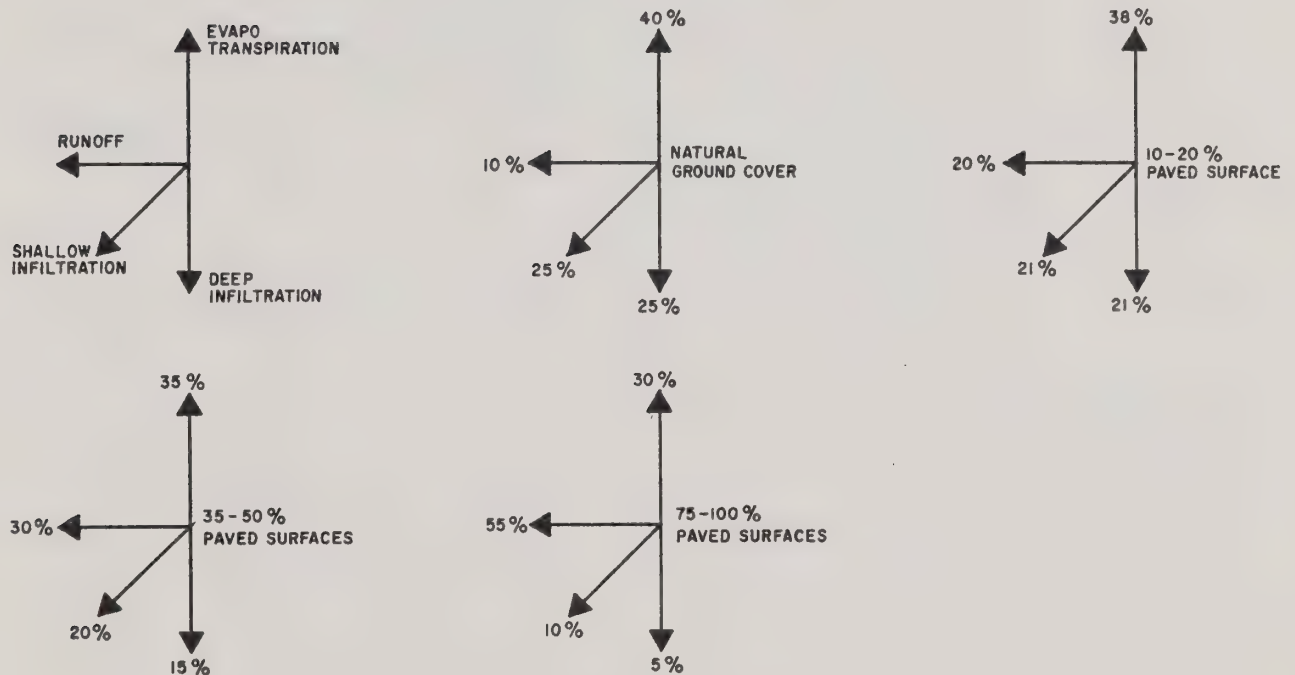 EVAPO
TRANSPIRATION
RUNOFF
SHALLOW
INFILTRATION
DEEP
INFILTRATION
40%
10%
NATURAL
GROUND COVER
25%
25%
38%
20%
10-20%
PAVED SURFACE
21%
21%
35%
30%
35-50%
PAVED SURFACES
20%
15%
30%
55%
75-100%
PAVED SURFACES
10%
5%